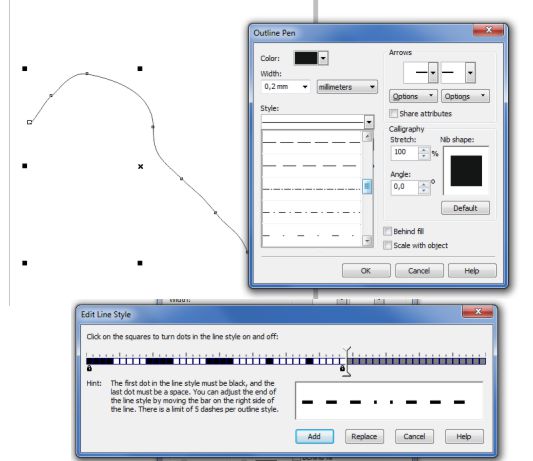 Outline Pen
Color:
Width:
0,2 mm
milimeters
Style:
Arrows
Options
Options
Share attributes
Calligraphy
Stretch:
Nib shape:
100
%
Angle:
0,0
o
Default
Behind fill
Scale with object
OK
Cancel
Help
Width:
Edit Line Style
Click on the squares to turn dots in the line style on and off:
Hint:
The first dot in the line style must be black, and the
last dot must be a space. You can adjust the end of
the line style by moving the bar on the right side of
the line. There is a limit of 5 dashes per outline style.
Add
Replace
Cancel
Help